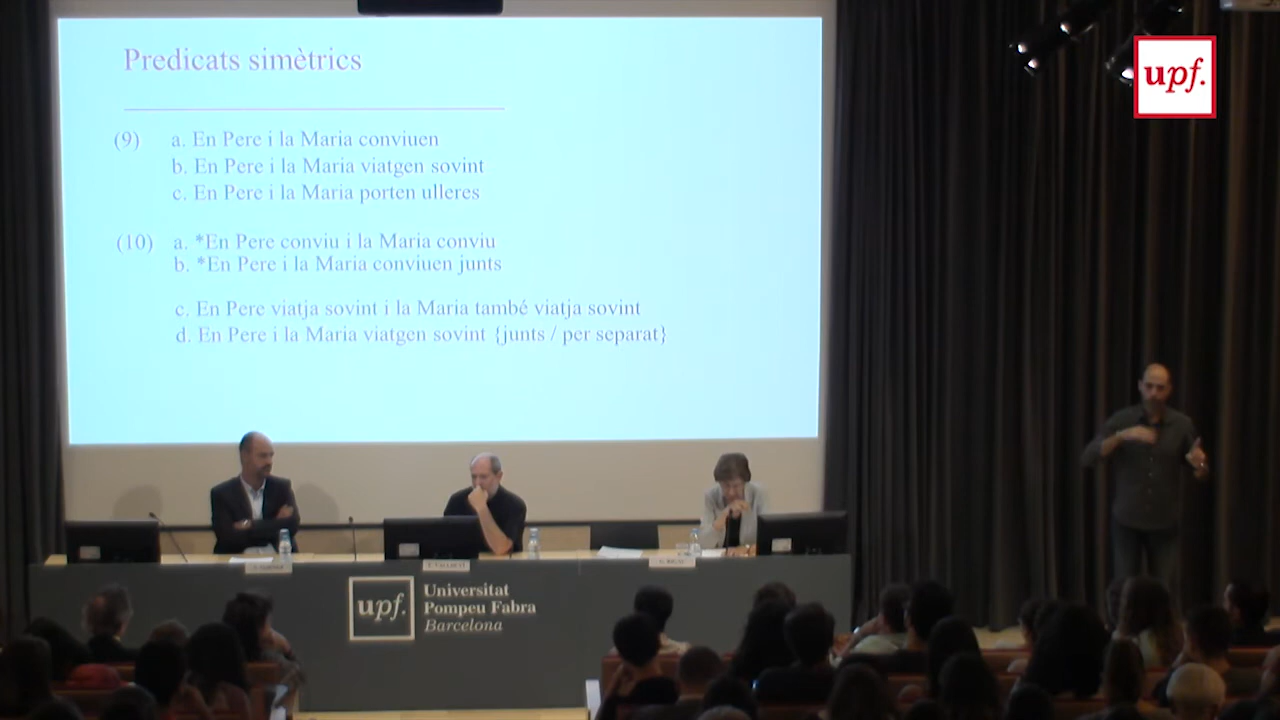 Predicats simètrics
(9) a. En Pere i la Maria conviuen
b. En Pere i la Maria viatgen sovint
c. En Pere i la Maria porten ulleres
(10) a. *En Pere conviu i la Maria conviu
b. *En Pere i la Maria conviuen junts
c. En Pere viatja sovint i la Maria també viatja sovint
d. En Pere i la Maria viatgen sovint {junts / per separat}
upf.
upf.
Universitat
Pompeu Fabra
Barcelona